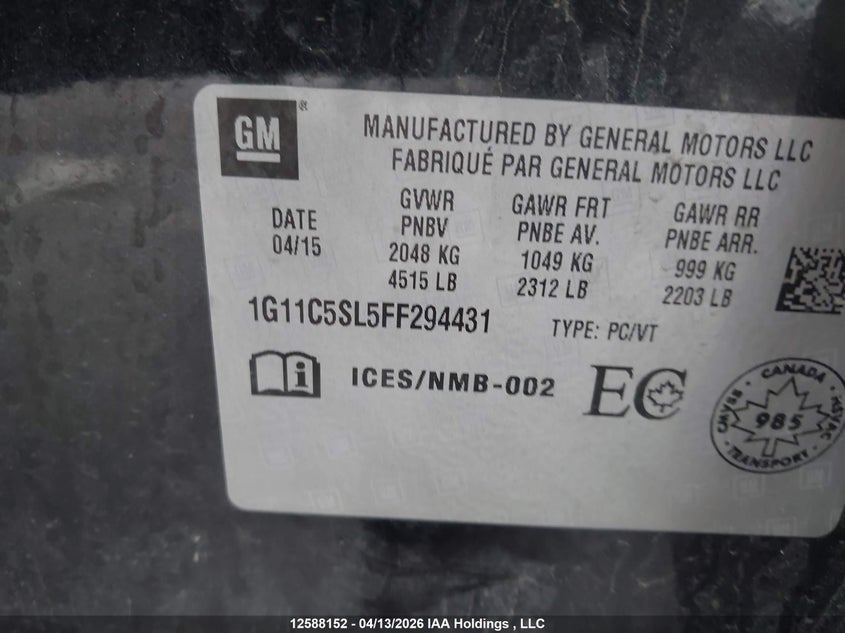 GM ®
MANUFACTURED BY GENERAL MOTORS LLC
FABRIQUÉ PAR GENERAL MOTORS LLC
DATE
04/15
GVWR
PNBV
2048 KG
4515 LB
GAWR FRT
PNBE AV.
1049 KG
2312 LB
GAWR RR
PNBE ARR.
999 KG
2203 LB
1G11C5SL5FF294431
TYPE: PC/VT
i ICES/NMB-002 EC
CANADA
CMVSS 985 NSVAC
TRANSPORT
12588152 - 04/13/2026 IAA Holdings , LLC